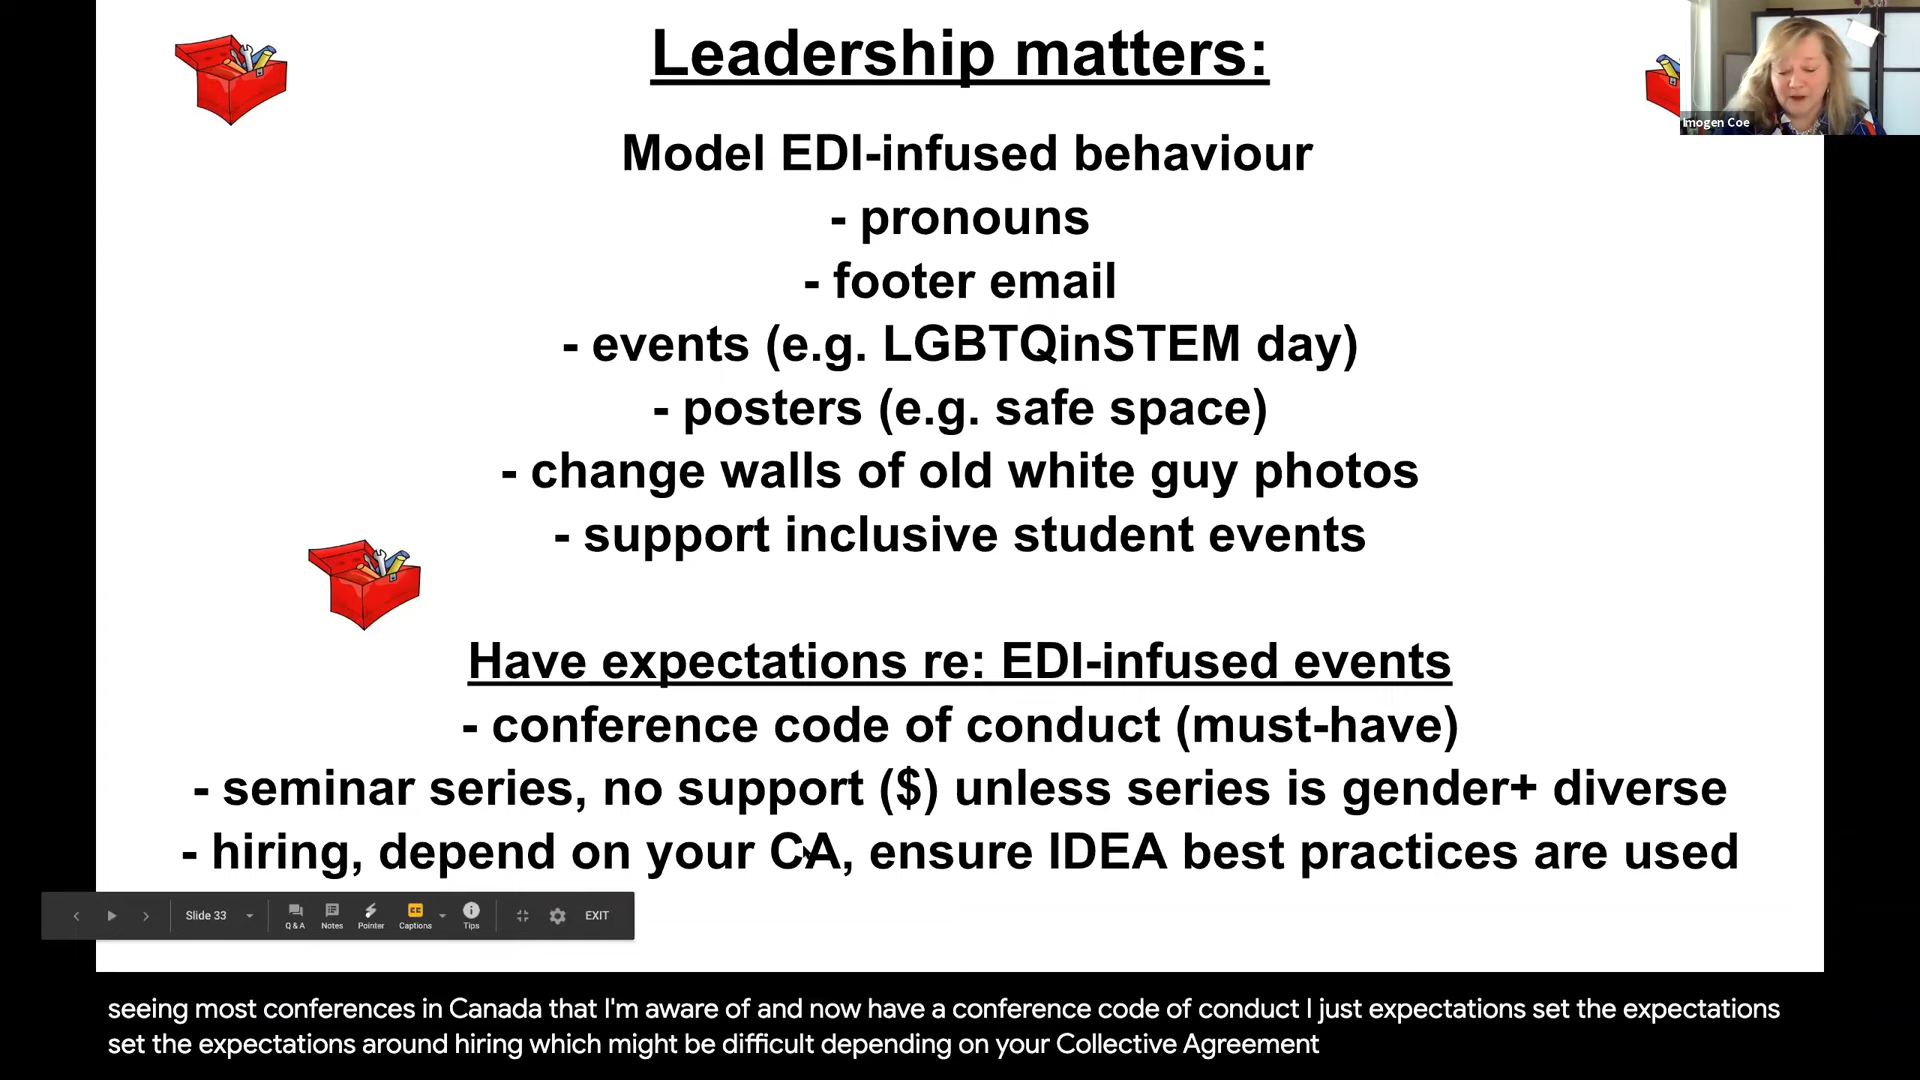 Leadership matters:
Imogen Coe
Model EDI-infused behaviour
- pronouns
- footer email
- events (e.g. LGBTQinSTEM day)
- posters (e.g. safe space)
- change walls of old white guy photos
- support inclusive student events
Have expectations re: EDI-infused events
- conference code of conduct (must-have)
- seminar series, no support ($) unless series is gender+ diverse
- hiring, depend on your CA, ensure IDEA best practices are used
Slide 33
Q & A
Notes
Pointer
CC
Captions
Tips
EXIT
seeing most conferences in Canada that I'm aware of and now have a conference code of conduct I just expectations set the expectations
set the expectations around hiring which might be difficult depending on your Collective Agreement